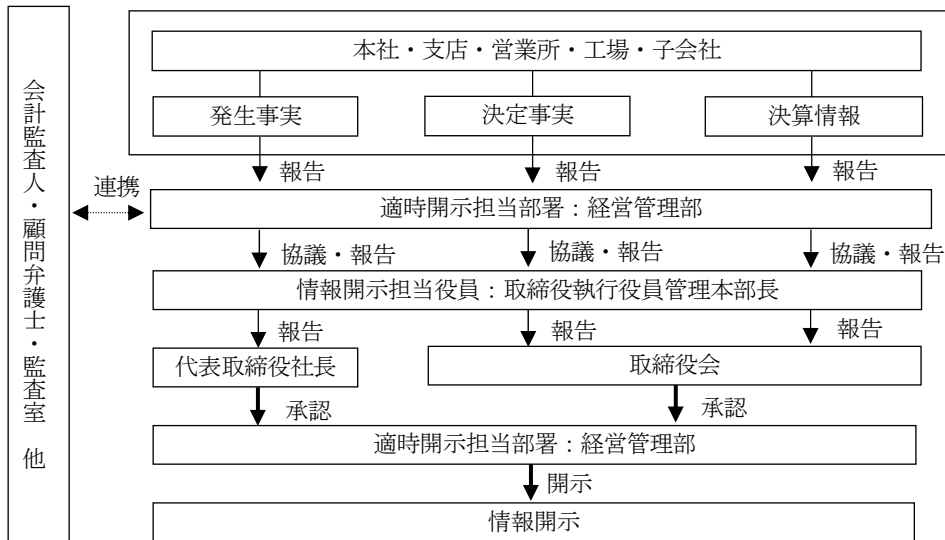 会計監査人・顧問弁護士・監査室　他
本社・支店・営業所・工場・子会社
発生事実
決定事実
決算情報
報告
報告
報告
連携
適時開示担当部署：経営管理部
協議・報告
協議・報告
協議・報告
情報開示担当役員：取締役執行役員管理本部長
報告
報告
報告
代表取締役社長
取締役会
承認
承認
適時開示担当部署：経営管理部
開示
情報開示